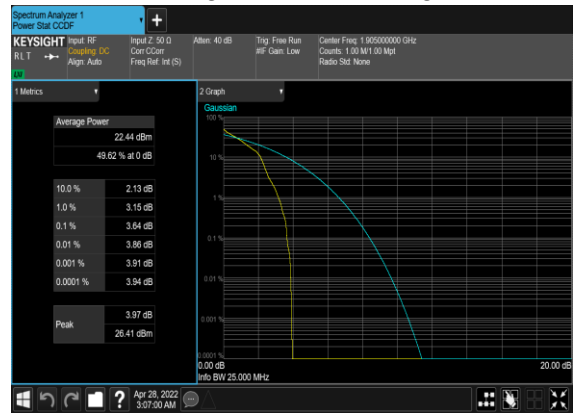 Spectrum Analyzer 1
Power Stat CCDF
+
KEYSIGHT
R L T
LXI
Input: RF
Coupling: DC
Align: Auto
Input Z: 50 Ω
Corr CCorr
Freq Ref: Int (S)
Atten: 40 dB
Trig: Free Run
#IF Gain: Low
Center Freq: 1.905000000 GHz
Counts: 1.00 M/1.00 Mpt
Radio Std: None
1 Metrics
Average Power
22.44 dBm
49.62 % at 0 dB
10.0 % 2.13 dB
1.0 % 3.15 dB
0.1 % 3.64 dB
0.01 % 3.86 dB
0.001 % 3.91 dB
0.0001 % 3.94 dB
Peak
3.97 dB
26.41 dBm
2 Graph
Gaussian
100 %
10 %
1 %
0.1 %
0.01 %
0.001 %
0.0001 %
0.00 dB 20.00 dB
Info BW 25.000 MHz
?
Apr 28, 2022
3:07:00 AM